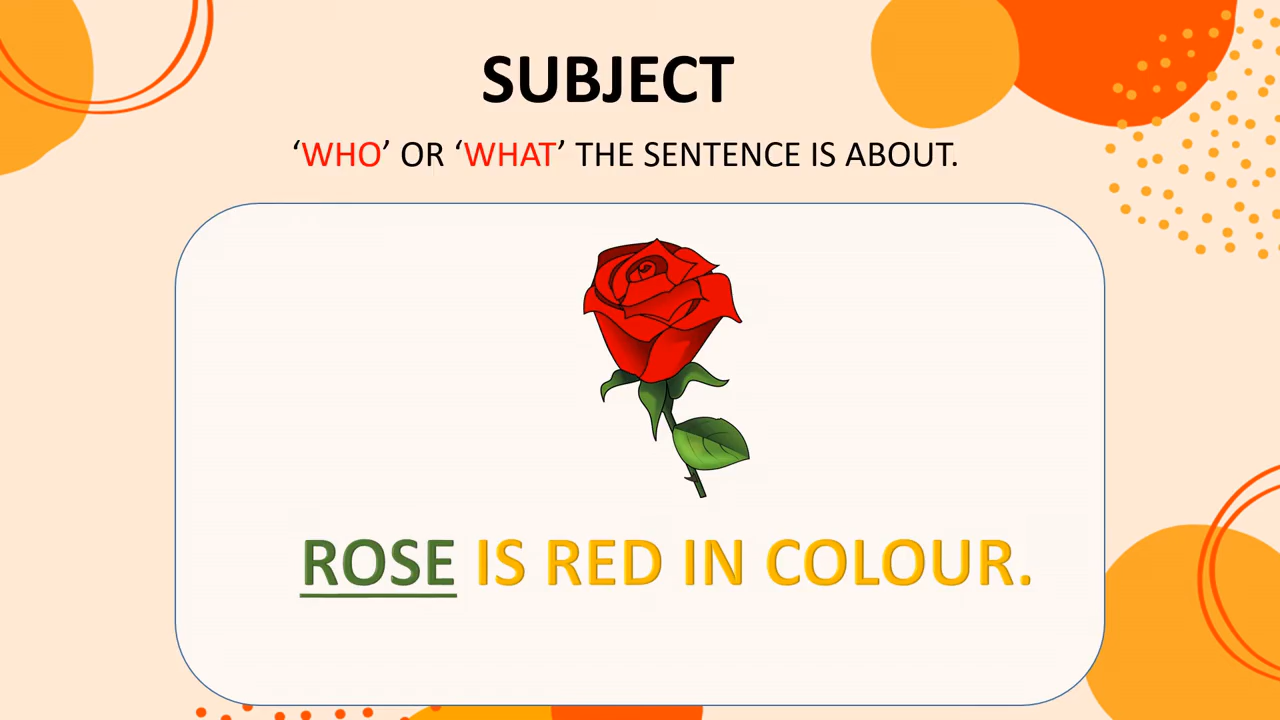 SUBJECT
‘WHO’ OR ‘WHAT’ THE SENTENCE IS ABOUT.
ROSE IS RED IN COLOUR.